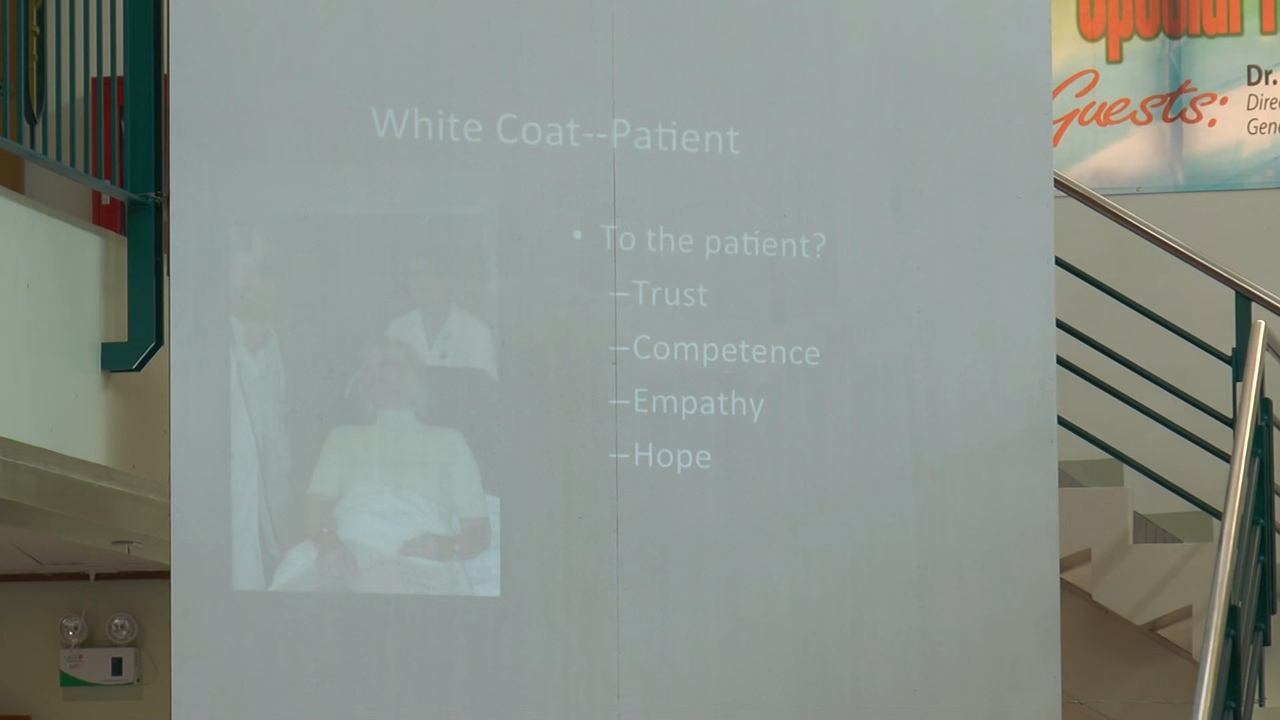 White Coat--Patient
• To the patient?
–Trust
–Competence
–Empathy
–Hope
Guests:
Dr.